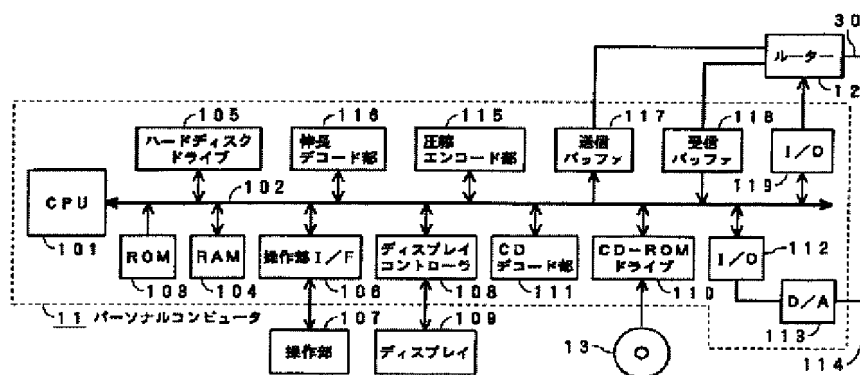 30
ルーター
12
105
ハードディスク
ドライブ
116
伸長
デコード部
115
圧縮
エンコード部
117
送信
バッファ
118
受信
バッファ
I/O
119
102
CPU
101
ROM
103
RAM
104
操作部I/F
106
ディスプレイ
コントローラ
108
CD
デコード部
111
CD-ROM
ドライブ
110
I/O
112
D/A
113
114
11 パーソナルコンピュータ
107
操作部
109
ディスプレイ
13